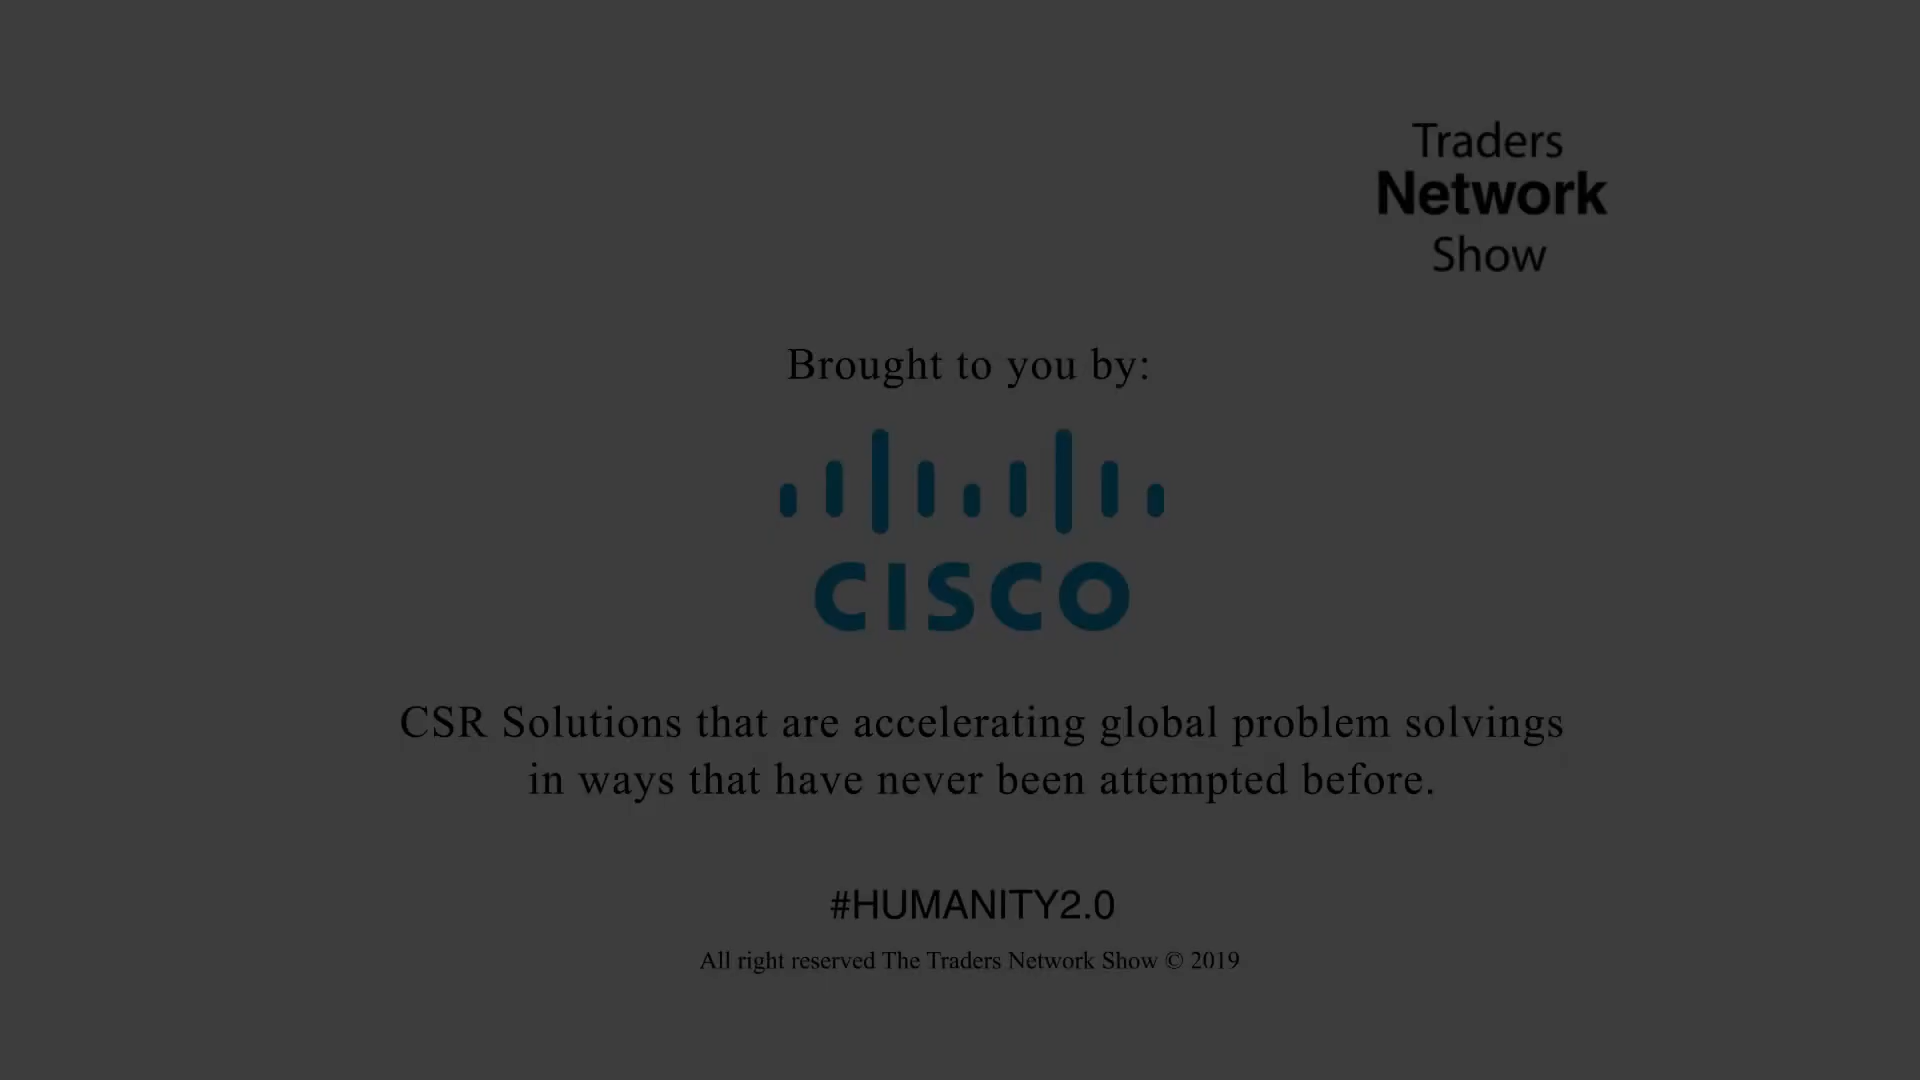 Traders
Network
Show
Brought to you by:
CISCO
CSR Solutions that are accelerating global problem solvings
in ways that have never been attempted before.
#HUMANITY2.0
All right reserved The Traders Network Show © 2019